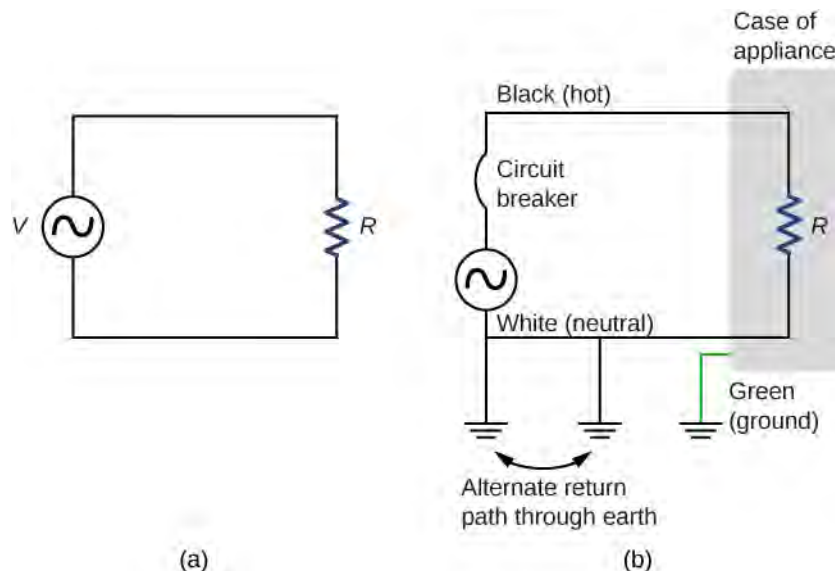 V
R
(a)
Case of
appliance
Black (hot)
Circuit
breaker
R
White (neutral)
Green
(ground)
Alternate return
path through earth
(b)